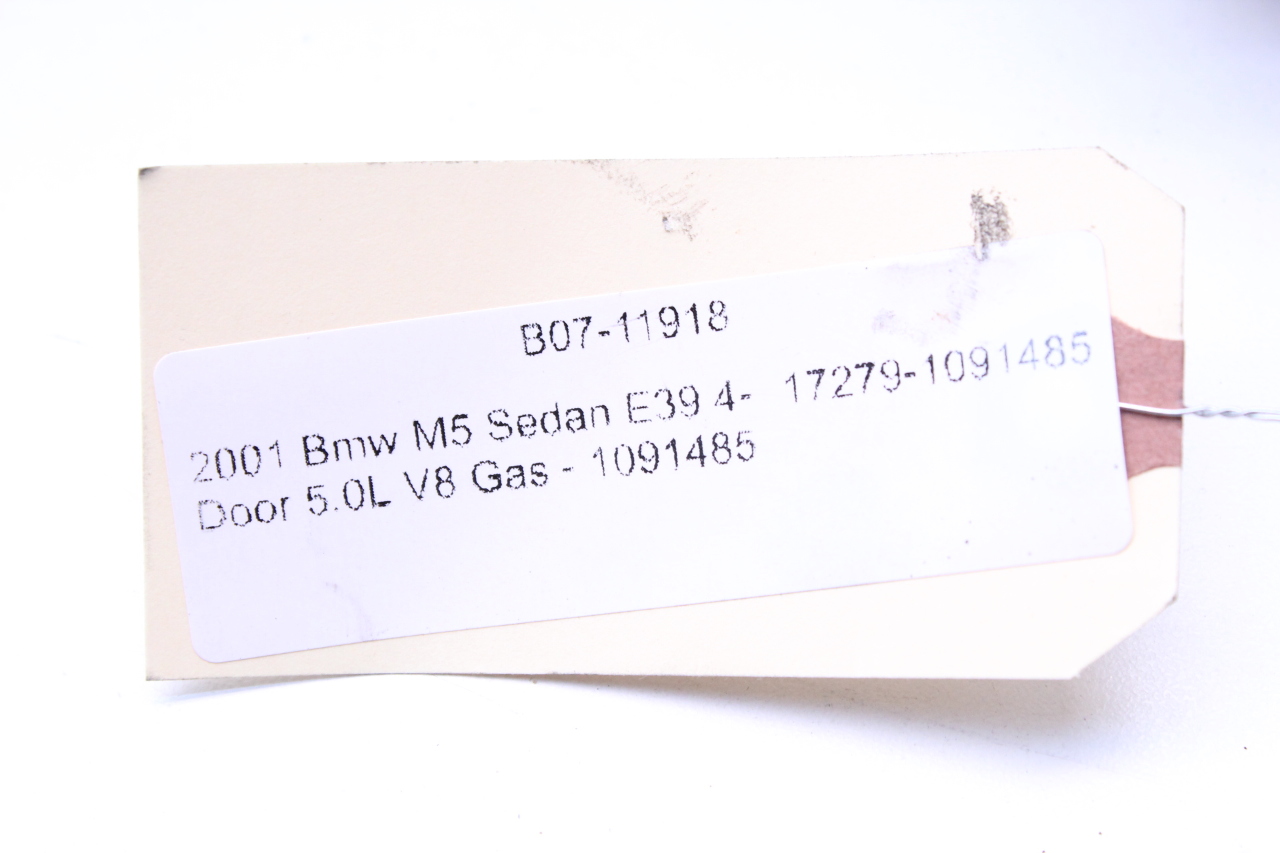 B07-11918
2001 Bmw M5 Sedan E39 4- 17279-1091485
Door 5.0L V8 Gas - 1091485